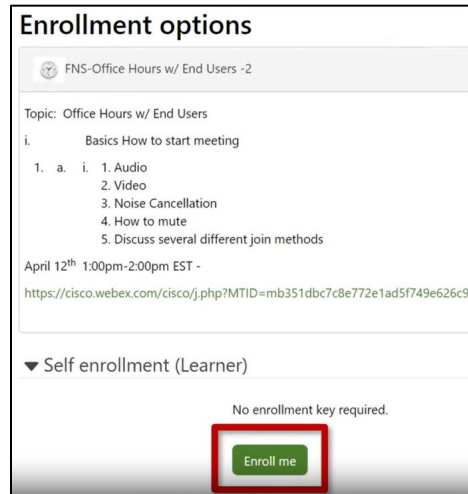 Enrollment options
FNS-Office Hours w/ End Users -2
Topic: Office Hours w/ End Users
i. Basics How to start meeting
1. a. i. 1. Audio
2. Video
3. Noise Cancellation
4. How to mute
5. Discuss several different join methods
April 12th 1:00pm-2:00pm EST -
https://cisco.webex.com/cisco/j.php?MTID=mb351dbc7c8e772e1ad5f749e626c9
Self enrollment (Learner)
No enrollment key required.
Enroll me